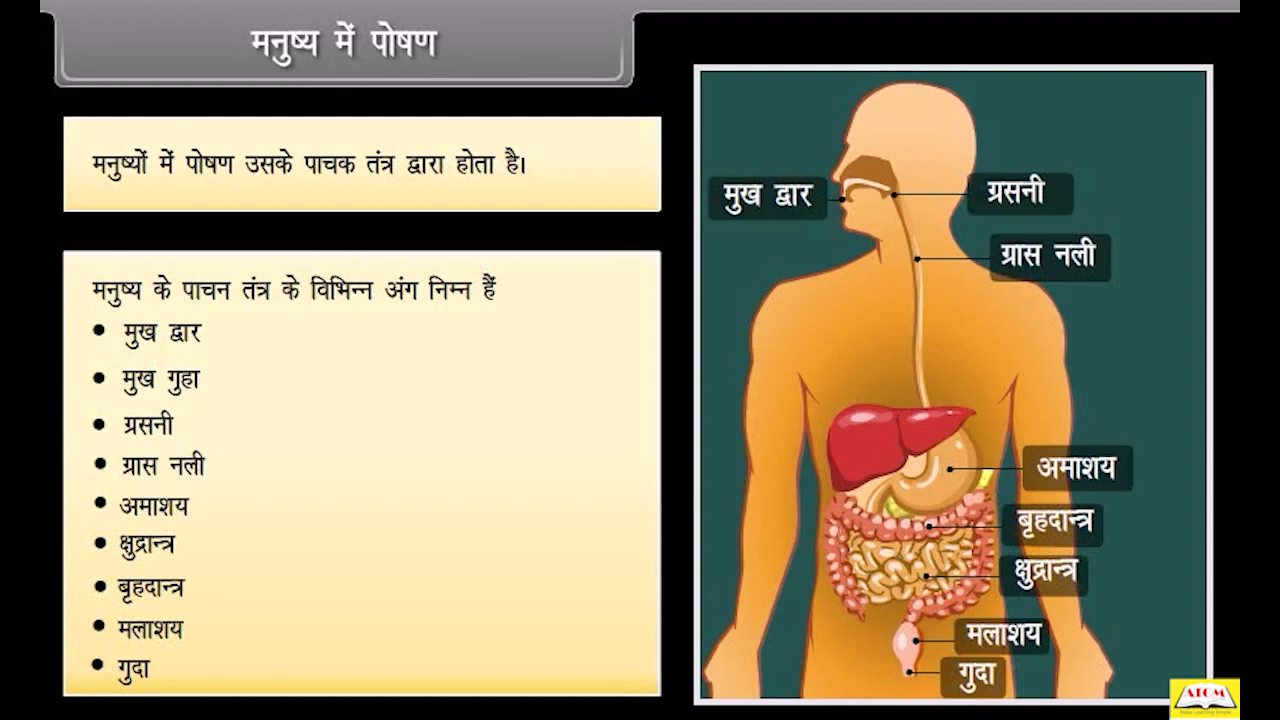 मनुष्य में पोषण
मनुष्यों में पोषण उसके पाचक तंत्र द्वारा होता है।
मनुष्य के पाचन तंत्र के विभिन्न अंग निम्न हैं
• मुख द्वार
• मुख गुहा
• ग्रसनी
• ग्रास नली
• अमाशय
• क्षुद्रान्त्र
• बृहदान्त्र
• मलाशय
• गुदा
मुख द्वार
ग्रसनी
ग्रास नली
अमाशय
बृहदान्त्र
क्षुद्रान्त्र
मलाशय
गुदा
ATOM